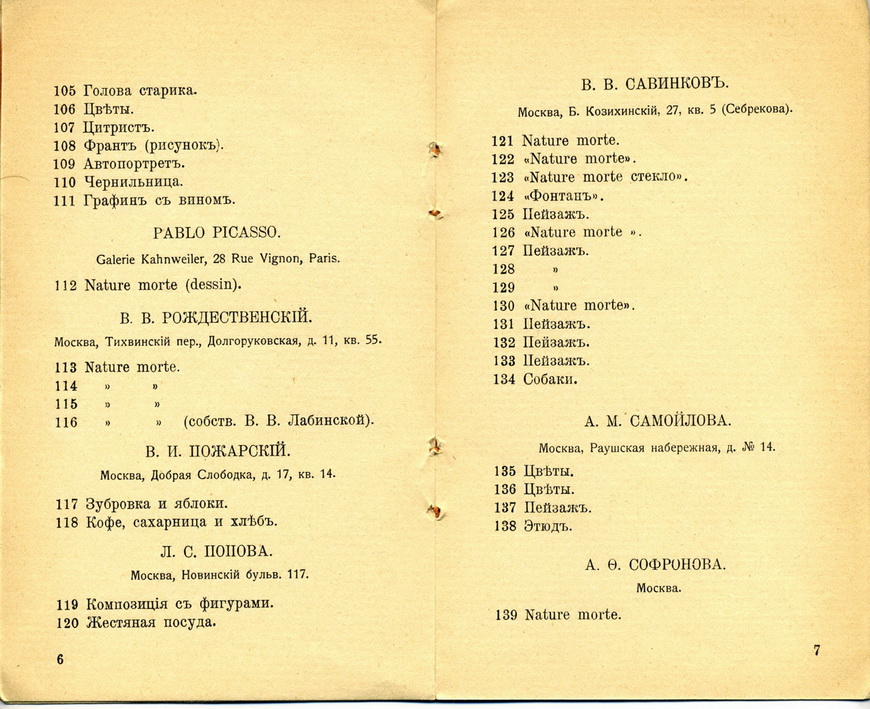 105 Голова старика.
106 Цвѣты.
107 Цитристъ.
108 Франтъ (рисунокъ).
109 Автопортретъ.
110 Чернильница.
111 Графинъ съ виномъ.
PABLO PICASSO.
Galerie Kahnweiler, 28 Rue Vignon, Paris.
112 Nature morte (dessin).
В. В. РОЖДЕСТВЕНСКІЙ.
Москва, Тихвинскій пер., Долгоруковская, д. 11, кв. 55.
113 Nature morte.
114 » »
115 » »
116 » » (собств. В. В. Лабинской).
В. И. ПОЖАРСКІЙ.
Москва, Добрая Слободка, д. 17, кв. 14.
117 Зубровка и яблоки.
118 Кофе, сахарница и хлѣбъ.
Л. С. ПОПОВА.
Москва, Новинскій бульв. 117.
119 Композиція съ фигурами.
120 Жестяная посуда.
6
В. В. САВИНКОВЪ.
Москва, Б. Козихинскій, 27, кв. 5 (Себрекова).
121 Nature morte.
122 «Nature morte».
123 «Nature morte стекло».
124 «Фонтанъ».
125 Пейзажъ.
126 «Nature morte ».
127 Пейзажъ.
128 »
129 »
130 «Nature morte».
131 Пейзажъ.
132 Пейзажъ.
133 Пейзажъ.
134 Собаки.
А. М. САМОЙЛОВА.
Москва, Раушская набережная, д. № 14.
135 Цвѣты.
136 Цвѣты.
137 Пейзажъ.
138 Этюдъ.
А. Ѳ. СОФРОНОВА.
Москва.
139 Nature morte.
7